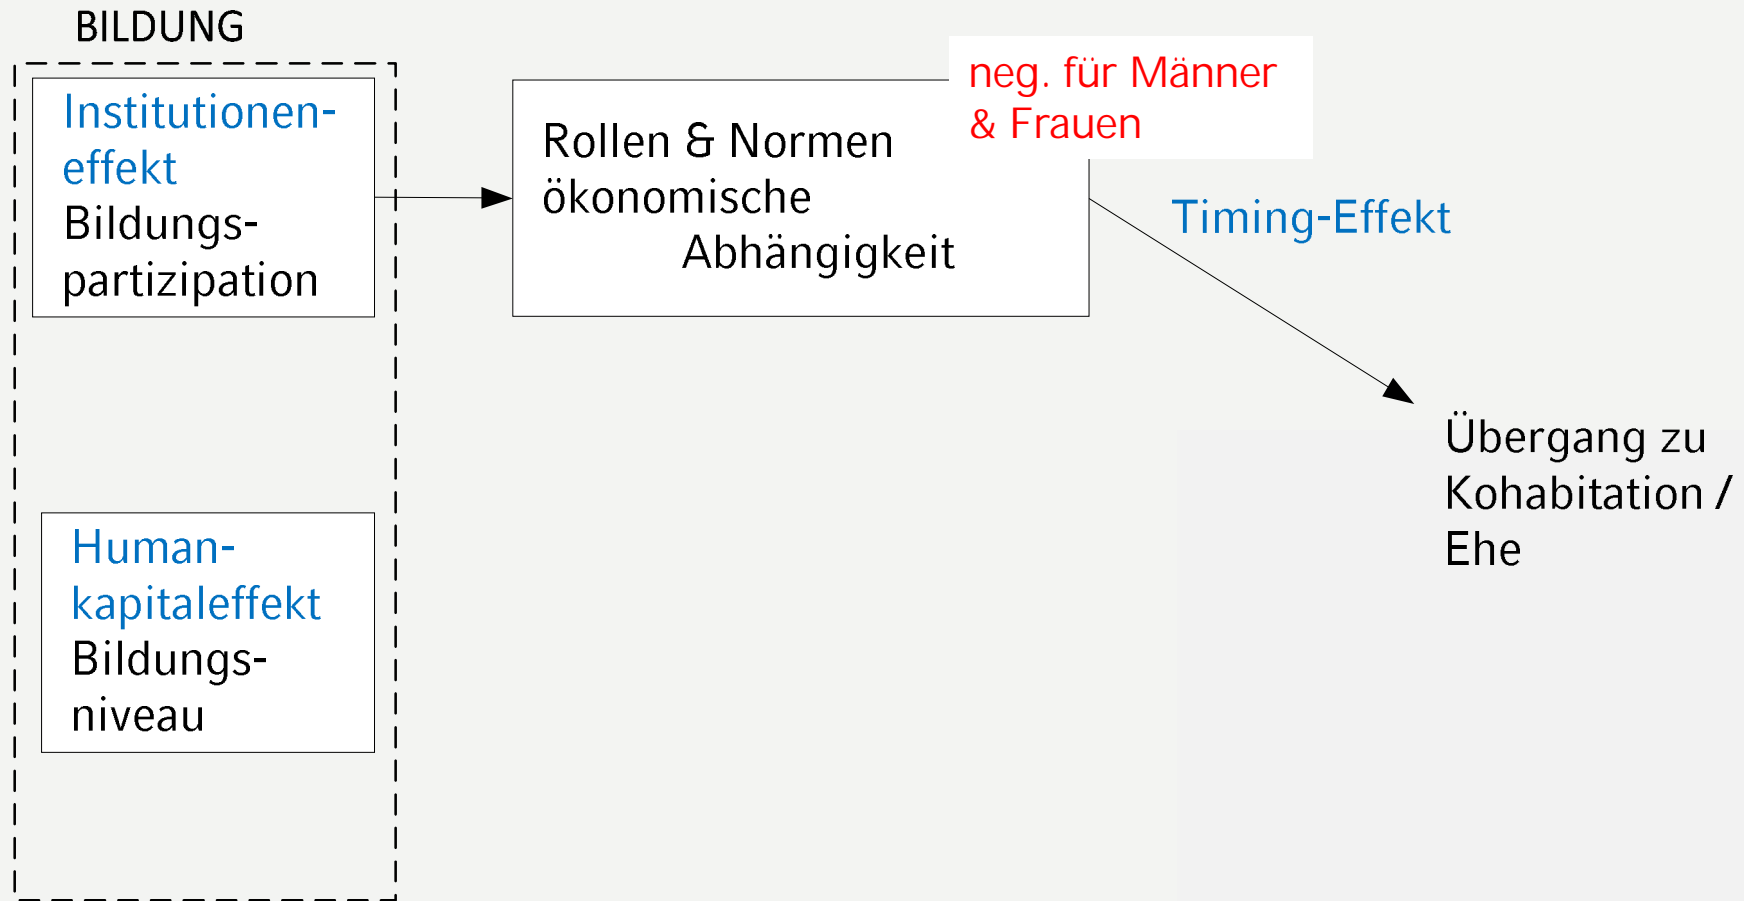 BILDUNG
Institutionen-
effekt
Bildungs-
partizipation
Rollen & Normen
ökonomische
Abhängigkeit
neg. für Männer
& Frauen
Timing-Effekt
Übergang zu
Kohabitation /
Ehe
Human-
kapitaleffekt
Bildungs-
niveau